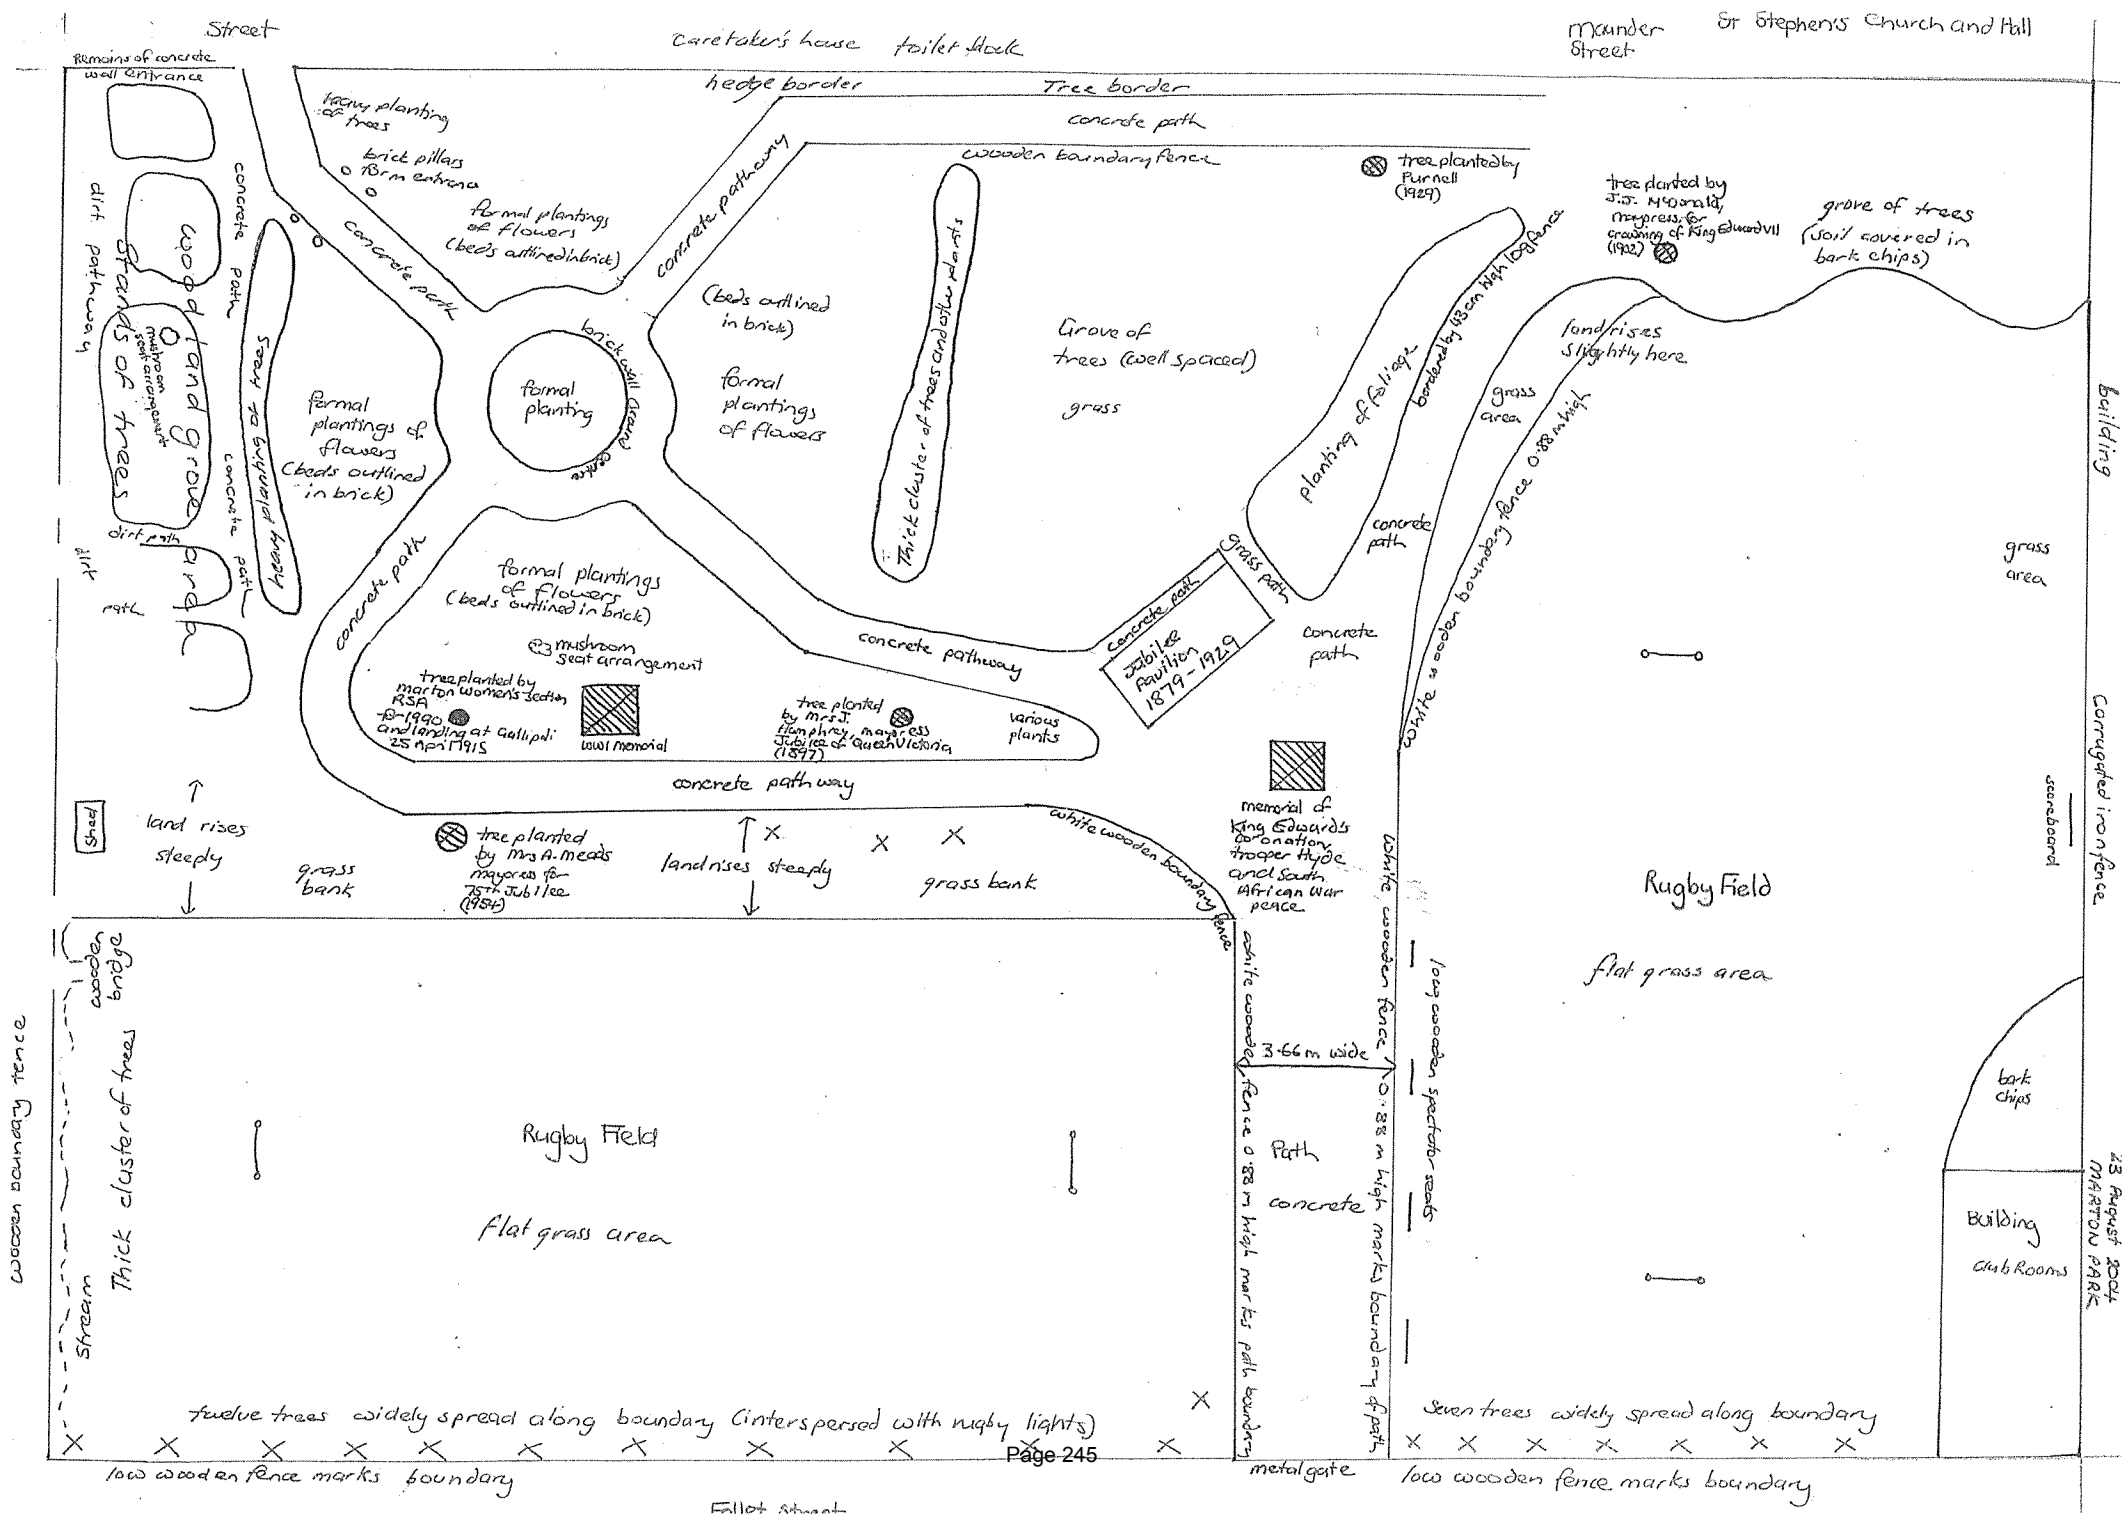 Street
Caretaker's house toilet block
Maunder
Street
St Stephen's Church and Hall
Remains of concrete
wall entrance
hedge border
Tree border
concrete path
wooden boundary fence
heavy planting
of trees
brick pillars
form entrance
formal plantings
of flowers
(beds outlined in brick)
concrete pathway
tree planted by
Purnell
(1929)
tree planted by
J.J. McDonald,
mayoress, for
crowning of King Edward VII
(1902)
grove of trees
(soil covered in
bark chips)
dirt pathway
Stands of trees
woodland grove area
mushroom
seat arrangement
concrete path
concrete path
dirt path
dirt
path
concrete path
formal
plantings of
flowers
(beds outlined
in brick)
formal
planting
brick wall around centre
(beds outlined
in brick)
formal
plantings
of flowers
Thick cluster of trees and other plants
Grove of
trees (well spaced)
grass
planting of foliage
bordered by 43cm high log fence
land rises
slightly here
grass
area
white wooden boundary fence 0.88m high
concrete
path
grass path
concrete path
Jubilee
Pavilion
1879-1929
concrete
path
building
grass
area
Corrugated iron fence
scoreboard
concrete path
formal plantings
of flowers
(beds outlined in brick)
mushroom
seat arrangement
tree planted by
Marton Women's Section
RSA
for 1990
and landing at Gallipoli
25 April 1915
WW1 memorial
tree planted
by Mrs J.
Humphrey, mayoress
Jubilee of Queen Victoria
(1897)
various
plants
concrete pathway
concrete pathway
Shed
land rises
steeply
grass
bank
tree planted
by Mrs A. Meads
mayoress for
75th Jubilee
(1954)
land rises steeply
grass bank
white wooden boundary fence
memorial of
King Edward's
coronation,
trooper Hyde
and South
African War
peace
white, wooden fence 0.88 m high marks boundary of path
low wooden spectator seats
Rugby Field
flat grass area
wooden
bridge
wooden boundary fence
Thick cluster of trees
Stream
Rugby Field
flat grass area
white wooden fence 0.88 m high marks path boundary
3.66m wide
Path
concrete
bark
chips
Building
Club Rooms
23 August 2004
MARTON PARK
twelve trees widely spread along boundary (interspersed with rugby lights)
Seven trees widely spread along boundary
Page 245
low wooden fence marks boundary
metal gate
low wooden fence marks boundary